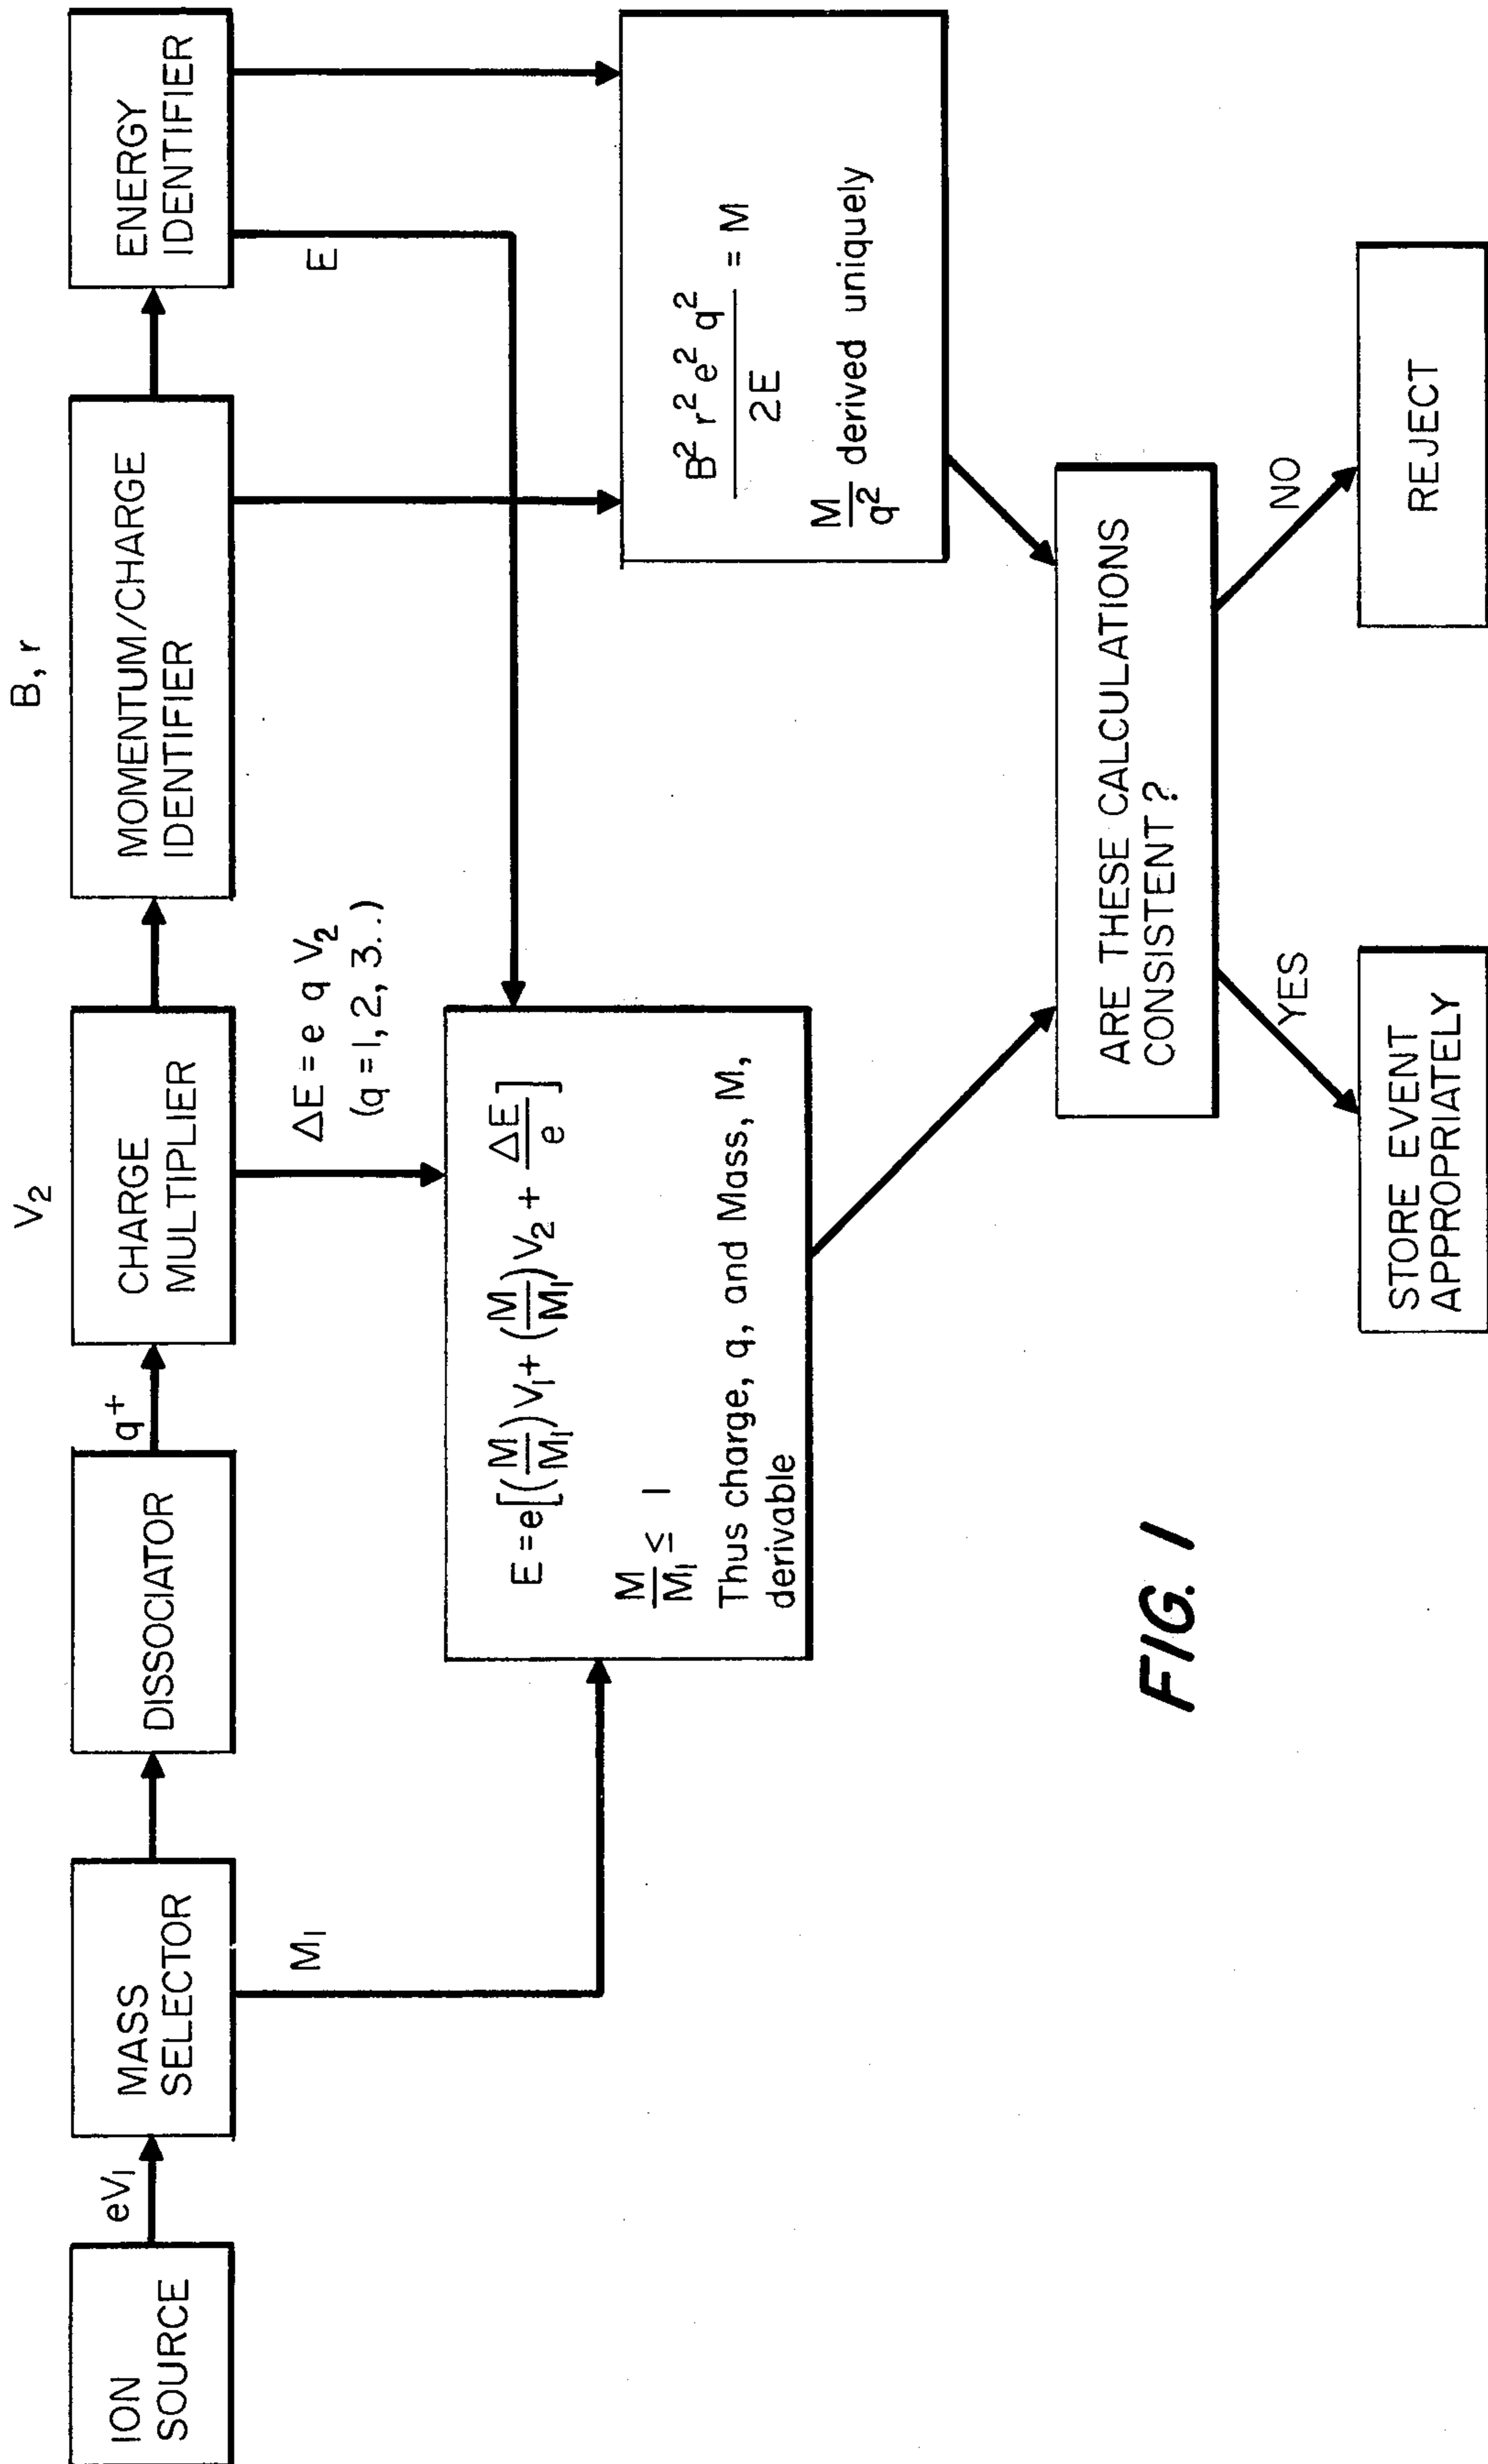 ION
SOURCE
eV₁
MASS
SELECTOR
M₁
DISSOCIATOR
q⁺
V₂
CHARGE
MULTIPLIER
ΔE = e q V₂
(q = 1, 2, 3..)
B, r
MOMENTUM/CHARGE
IDENTIFIER
ENERGY
IDENTIFIER
E
E = e[(M/M₁)V₁ + (M/M₁)V₂ + ΔE/e]
M/M₁ ≤ 1
Thus charge, q, and Mass, M,
derivable
B² r² e² q² / 2E = M
M/q² derived uniquely
ARE THESE CALCULATIONS
CONSISTENT?
YES
NO
STORE EVENT
APPROPRIATELY
REJECT
FIG. 1